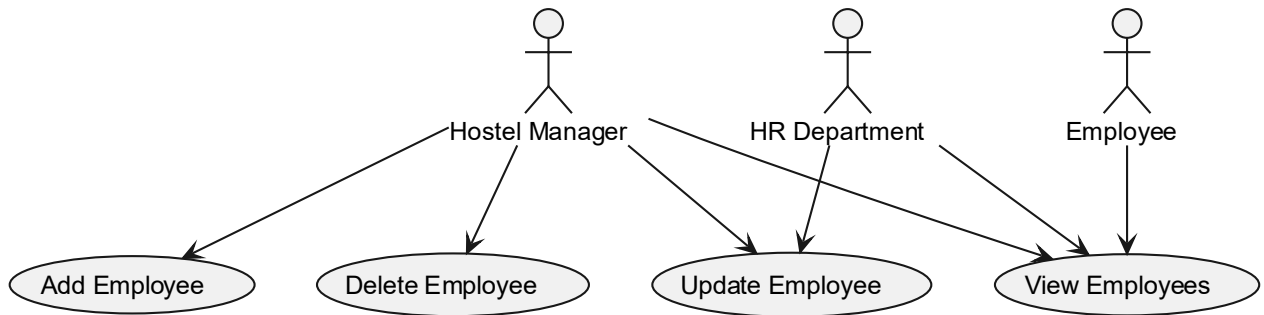 Hostel Manager
HR Department
Employee
Add Employee
Delete Employee
Update Employee
View Employees